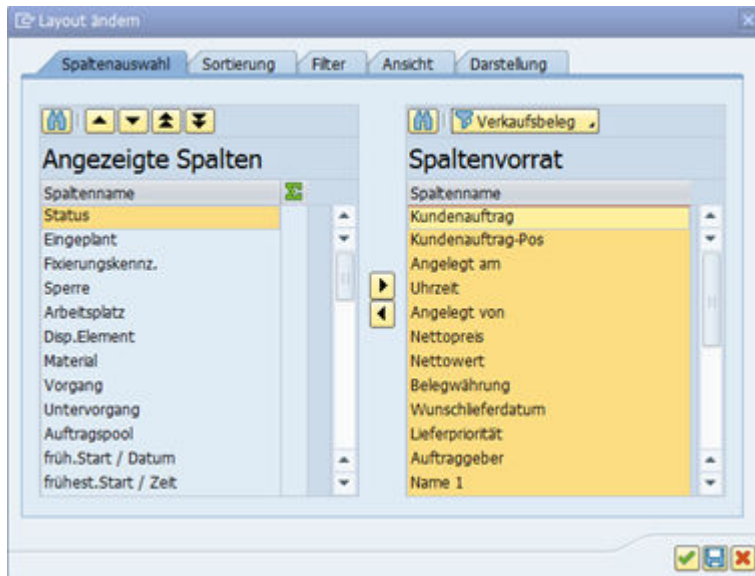 Layout ändern
Spaltenauswahl
Sortierung
Filter
Ansicht
Darstellung
Angezeigte Spalten
Spaltenname
Status
Eingeplant
Fixierungskennz.
Sperre
Arbeitsplatz
Disp.Element
Material
Vorgang
Untervorgang
Auftragspool
früh.Start / Datum
frühest.Start / Zeit
Verkaufsbeleg
Spaltenvorrat
Spaltenname
Kundenauftrag
Kundenauftrag-Pos
Angelegt am
Uhrzeit
Angelegt von
Nettopreis
Nettowert
Belegwährung
Wunschlieferdatum
Lieferpriorität
Auftraggeber
Name 1